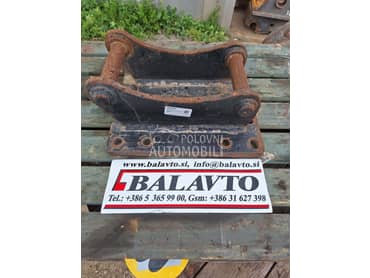 POLOVNI
AUTOMOBILI
www.balavto.si, info@balavto.si
BALAVTO
Tel.: +386 5 365 99 00, Gsm: +386 31 627 398